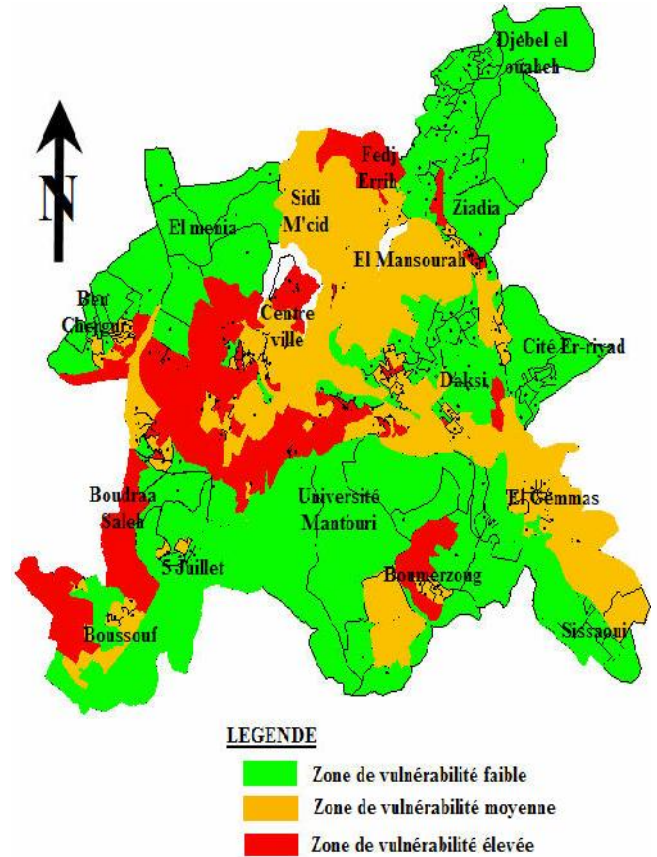 Djebel el
oualeh
N
Fedj
Errih
Sidi
M'cid
Ziadia
El menia
El Mansourah
Ben
Chergui
Centre
ville
Cité Er-riyad
Daksi
Boudraa
Saleh
Université
Mantouri
El Gemmas
5 Juillet
Boumerzoug
Boussouf
Sissaoui
LEGENDE
Zone de vulnérabilité faible
Zone de vulnérabilité moyenne
Zone de vulnérabilité élevée